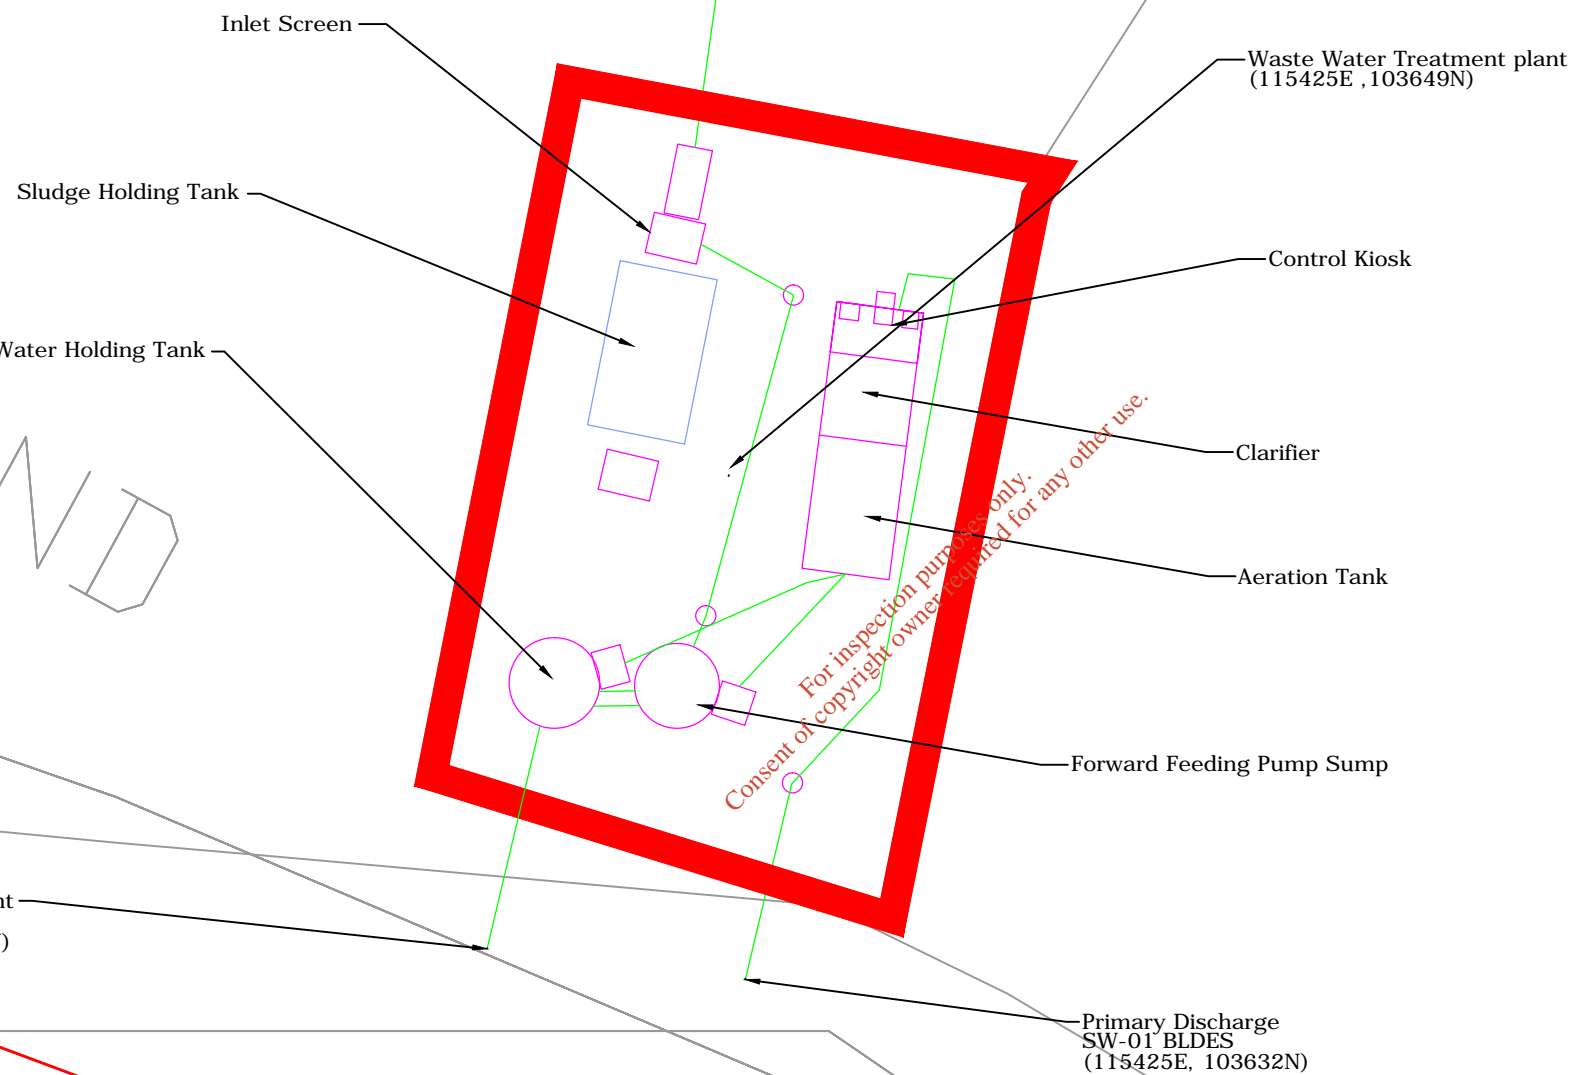 Inlet Screen
Waste Water Treatment plant
(115425E ,103649N)
Sludge Holding Tank
Control Kiosk
Water Holding Tank
Clarifier
ND
For inspection purposes only.
Consent of copyright owner required for any other use.
Aeration Tank
Forward Feeding Pump Sump
Primary Discharge
SW-01 BLDES
(115425E, 103632N)